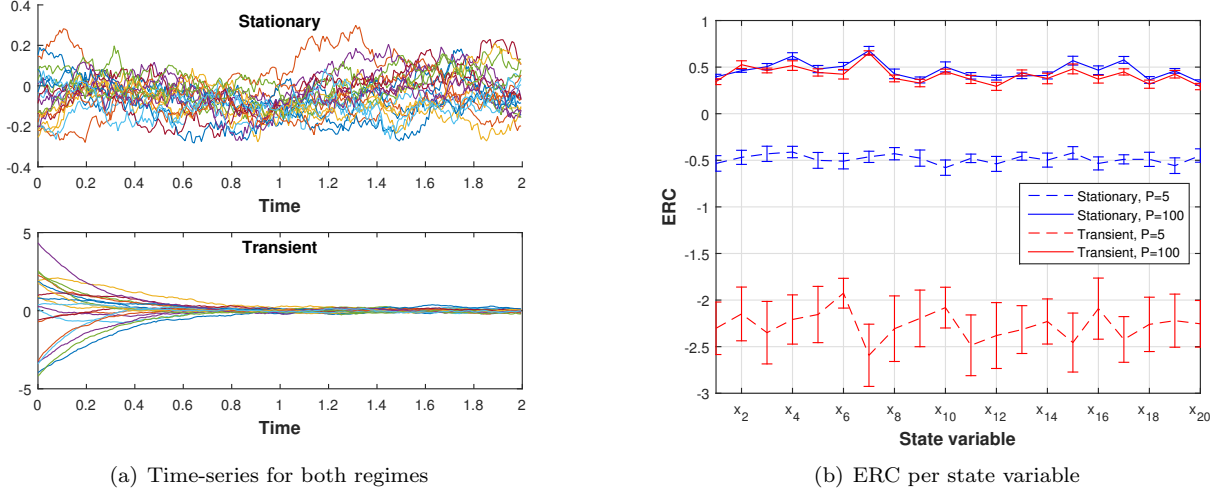 0.4
Stationary
0.2
0
-0.2
-0.4
0 0.2 0.4 0.6 0.8 1 1.2 1.4 1.6 1.8 2
Time
5
Transient
0
-5
0 0.2 0.4 0.6 0.8 1 1.2 1.4 1.6 1.8 2
Time
(a) Time-series for both regimes
ERC
1
0.5
0
-0.5
-1
-1.5
-2
-2.5
-3
Stationary, P=5
Stationary, P=100
Transient, P=5
Transient, P=100
x2 x4 x6 x8 x10 x12 x14 x16 x18 x20
State variable
(b) ERC per state variable